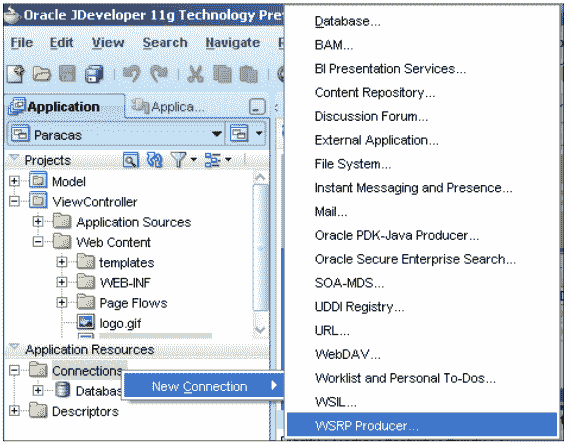 Oracle JDeveloper 11g Technology Pre
File Edit View Search Navigate
Application Applica...
Paracas
Projects
Model
ViewController
Application Sources
Web Content
templates
WEB-INF
Page Flows
logo.gif
Application Resources
Connections
Databas
Descriptors
New Connection
Database...
BAM...
BI Presentation Services...
Content Repository...
Discussion Forum...
External Application...
File System...
Instant Messaging and Presence...
Mail...
Oracle PDK-Java Producer...
Oracle Secure Enterprise Search...
SOA-MDS...
UDDI Registry...
URL...
WebDAV...
Worklist and Personal To-Dos...
WSIL...
WSRP Producer...